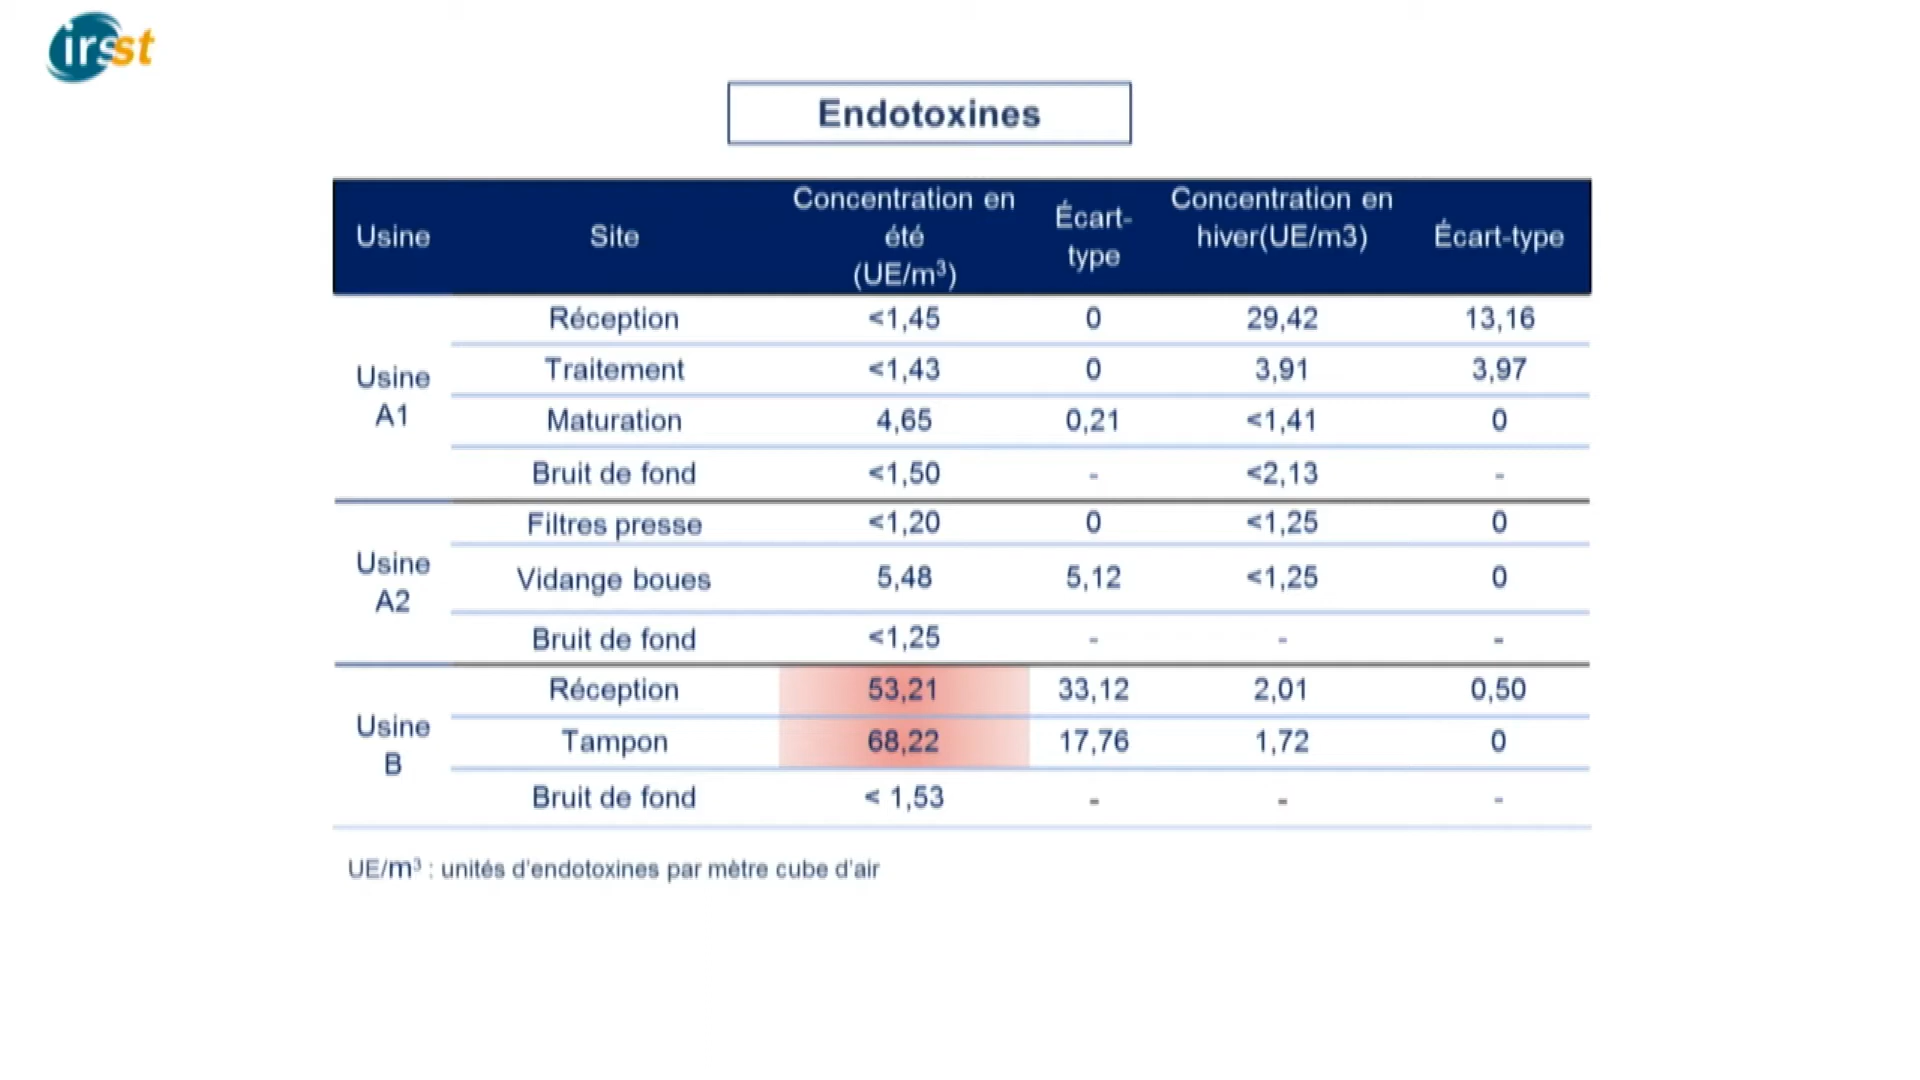 irsst
Endotoxines
Usine Site Concentration en été (UE/m³) Écart-type Concentration en hiver(UE/m3) Écart-type
Usine A1
Réception <1,45 0 29,42 13,16
Traitement <1,43 0 3,91 3,97
Maturation 4,65 0,21 <1,41 0
Bruit de fond <1,50 - <2,13 -
Usine A2
Filtres presse <1,20 0 <1,25 0
Vidange boues 5,48 5,12 <1,25 0
Bruit de fond <1,25 - - -
Usine B
Réception 53,21 33,12 2,01 0,50
Tampon 68,22 17,76 1,72 0
Bruit de fond < 1,53 - - -
UE/m³ : unités d'endotoxines par mètre cube d'air